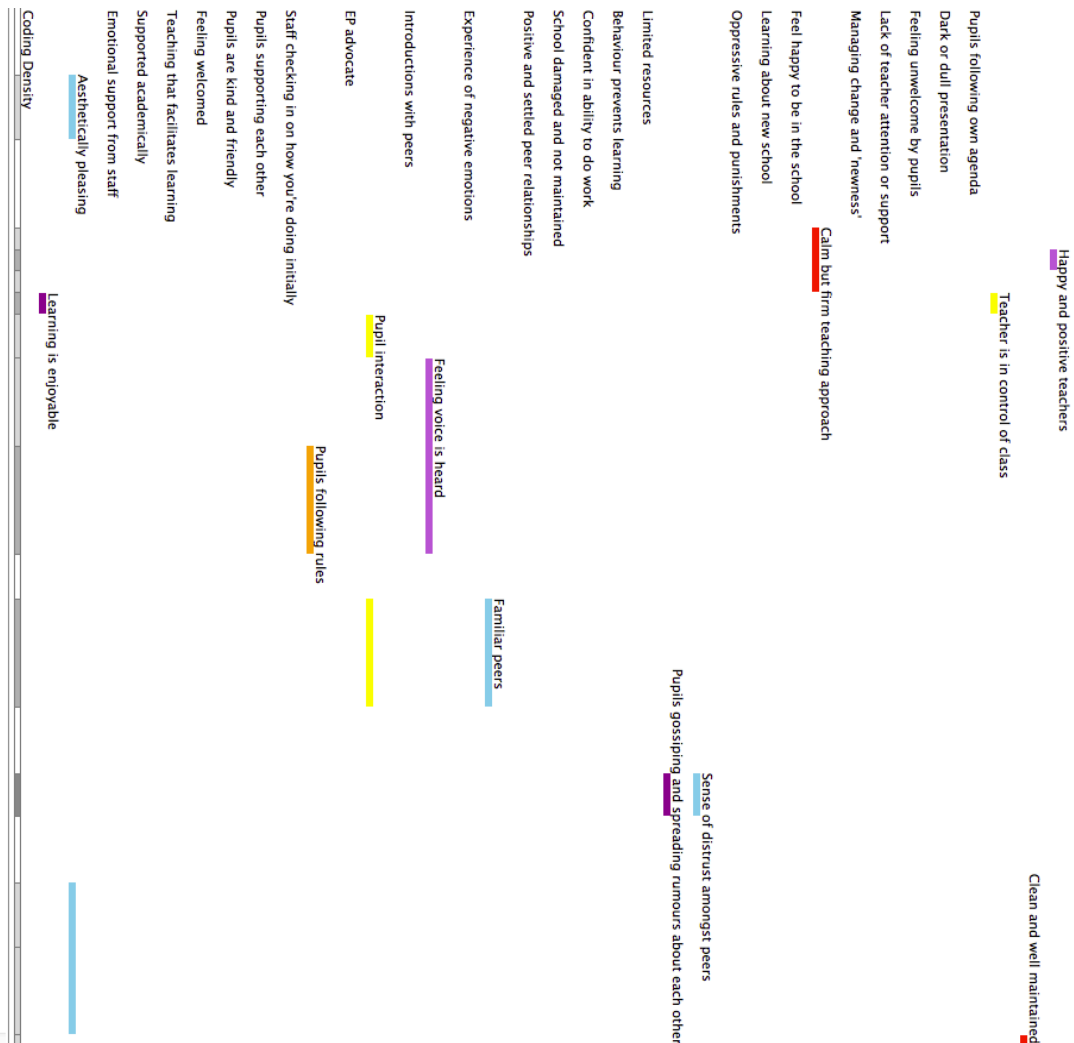 Coding Density
Learning is enjoyable
Aesthetically pleasing
Emotional support from staff
Supported academically
Teaching that facilitates learning
Feeling welcomed
Pupils are kind and friendly
Pupils supporting each other
Staff checking in on how you're doing initially
Pupils following rules
EP advocate
Pupil interaction
Introductions with peers
Feeling voice is heard
Experience of negative emotions
Familiar peers
Positive and settled peer relationships
School damaged and not maintained
Confident in ability to do work
Behaviour prevents learning
Limited resources
Pupils gossiping and spreading rumours about each other
Sense of distrust amongst peers
Oppressive rules and punishments
Learning about new school
Feel happy to be in the school
Calm but firm teaching approach
Managing change and 'newness'
Lack of teacher attention or support
Feeling unwelcome by pupils
Dark or dull presentation
Pupils following own agenda
Teacher is in control of class
Clean and well maintained
Happy and positive teachers